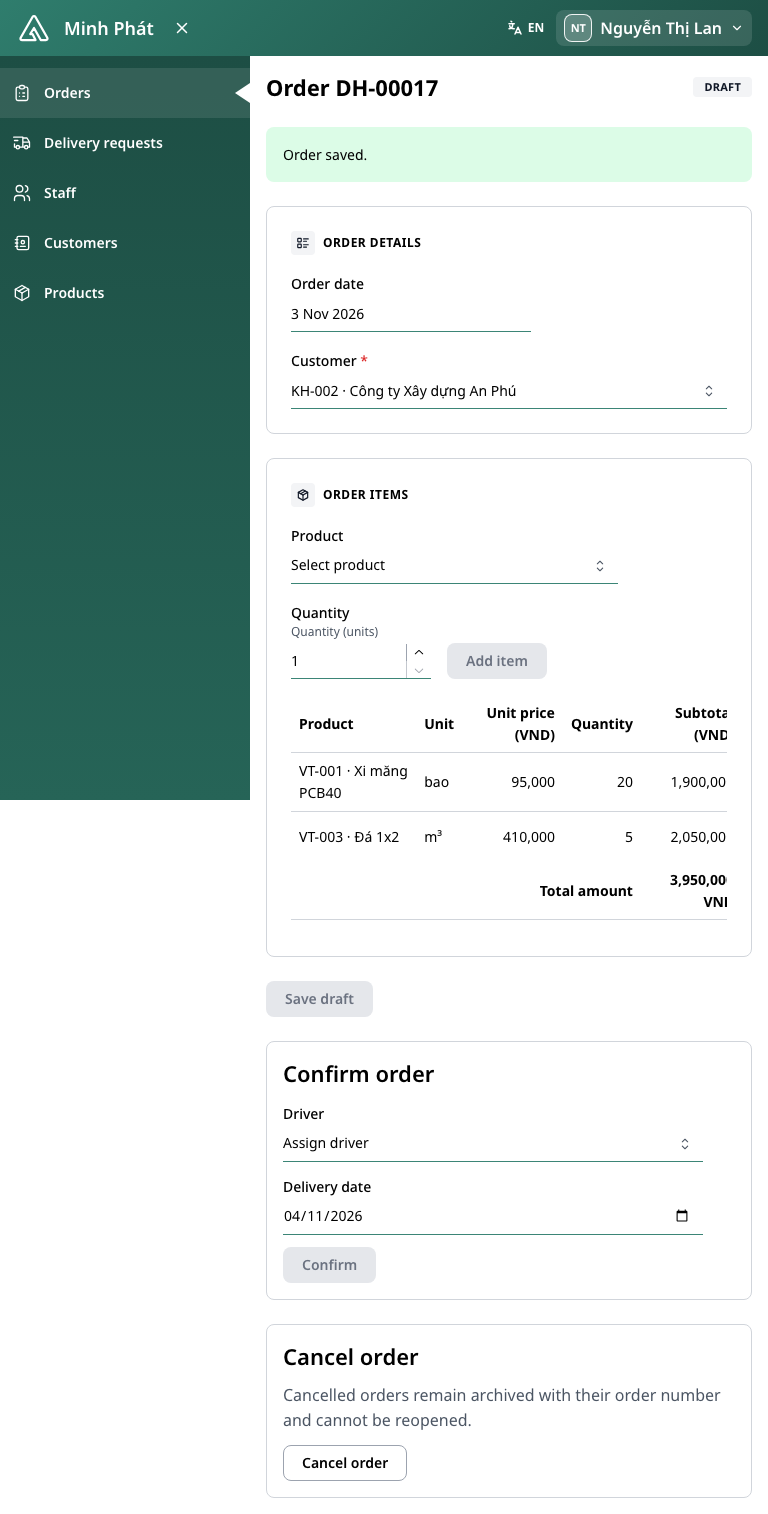 Minh Phát
EN
NT
Nguyễn Thị Lan
Orders
Delivery requests
Staff
Customers
Products
Order DH-00017
DRAFT
Order saved.
ORDER DETAILS
Order date
3 Nov 2026
Customer *
KH-002 · Công ty Xây dựng An Phú
ORDER ITEMS
Product
Select product
Quantity
Quantity (units)
1
Add item
Product Unit Unit price (VND) Quantity
VT-001 · Xi măng PCB40 bao 95,000 20
VT-003 · Đá 1x2 m³ 410,000 5
Total amount
Save draft
Confirm order
Driver
Assign driver
Delivery date
04/11/2026
Confirm
Cancel order
Cancelled orders remain archived with their order number
and cannot be reopened.
Cancel order